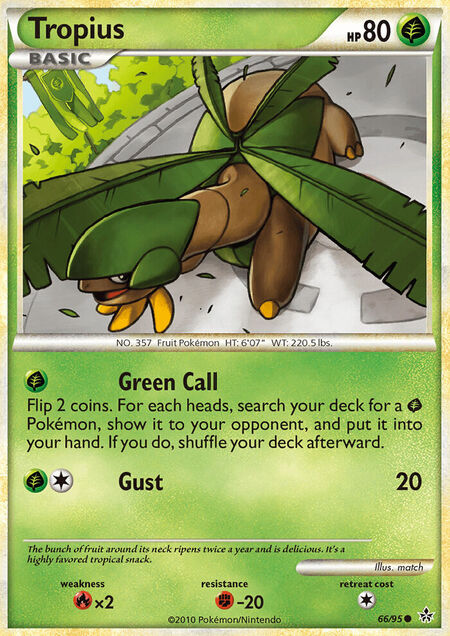 Tropius
HP 80
BASIC
NO. 357 Fruit Pokémon HT: 6'07" WT: 220.5 lbs.
Green Call
Flip 2 coins. For each heads, search your deck for a
Pokémon, show it to your opponent, and put it into
your hand. If you do, shuffle your deck afterward.
Gust 20
The bunch of fruit around its neck ripens twice a year and is delicious. It's a
highly favored tropical snack.
Illus. match
weakness resistance retreat cost
×2 -20
©2010 Pokémon/Nintendo 66/95